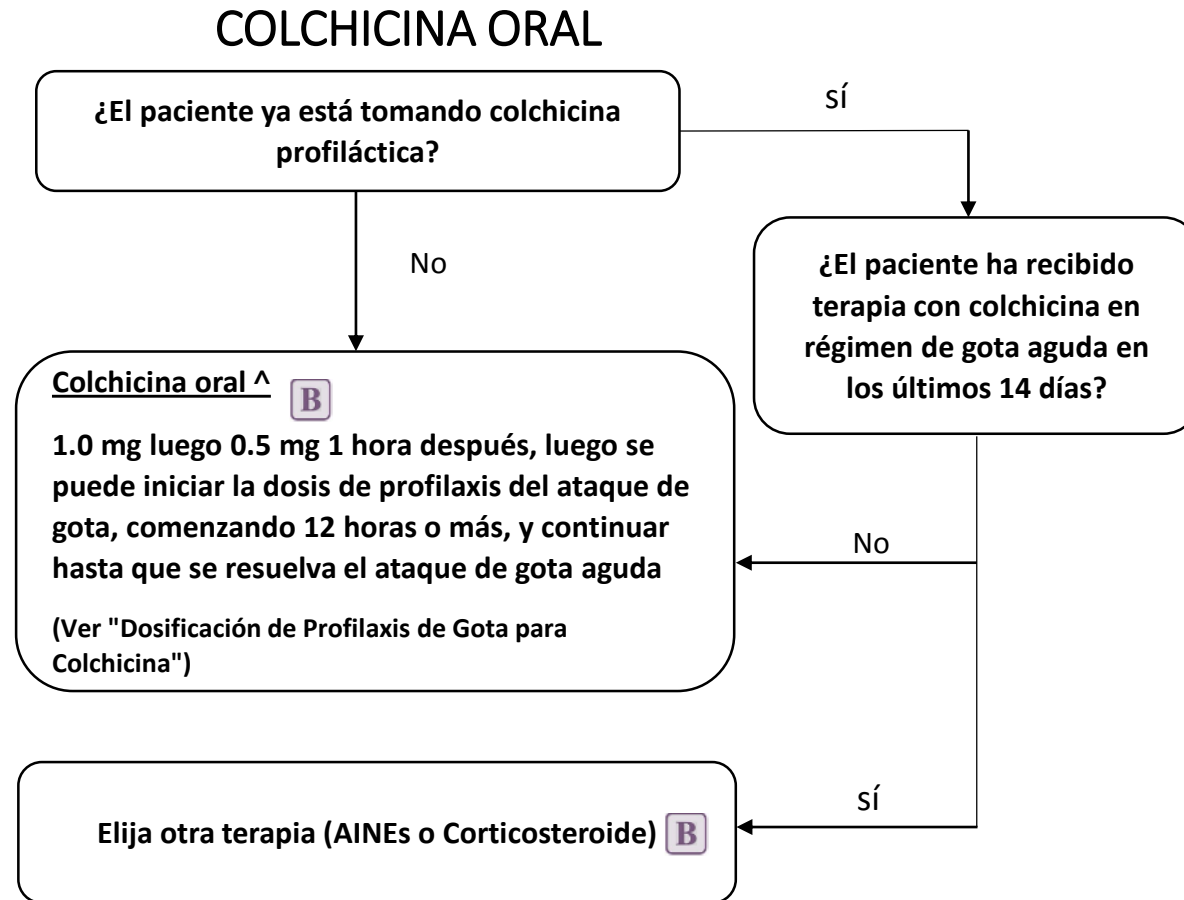 COLCHICINA ORAL
¿El paciente ya está tomando colchicina
profiláctica?
sí
No
¿El paciente ha recibido
terapia con colchicina en
régimen de gota aguda en
los últimos 14 días?
Colchicina oral ^ B
1.0 mg luego 0.5 mg 1 hora después, luego se
puede iniciar la dosis de profilaxis del ataque de
gota, comenzando 12 horas o más, y continuar
hasta que se resuelva el ataque de gota aguda
(Ver "Dosificación de Profilaxis de Gota para
Colchicina")
No
sí
Elija otra terapia (AINEs o Corticosteroide) B